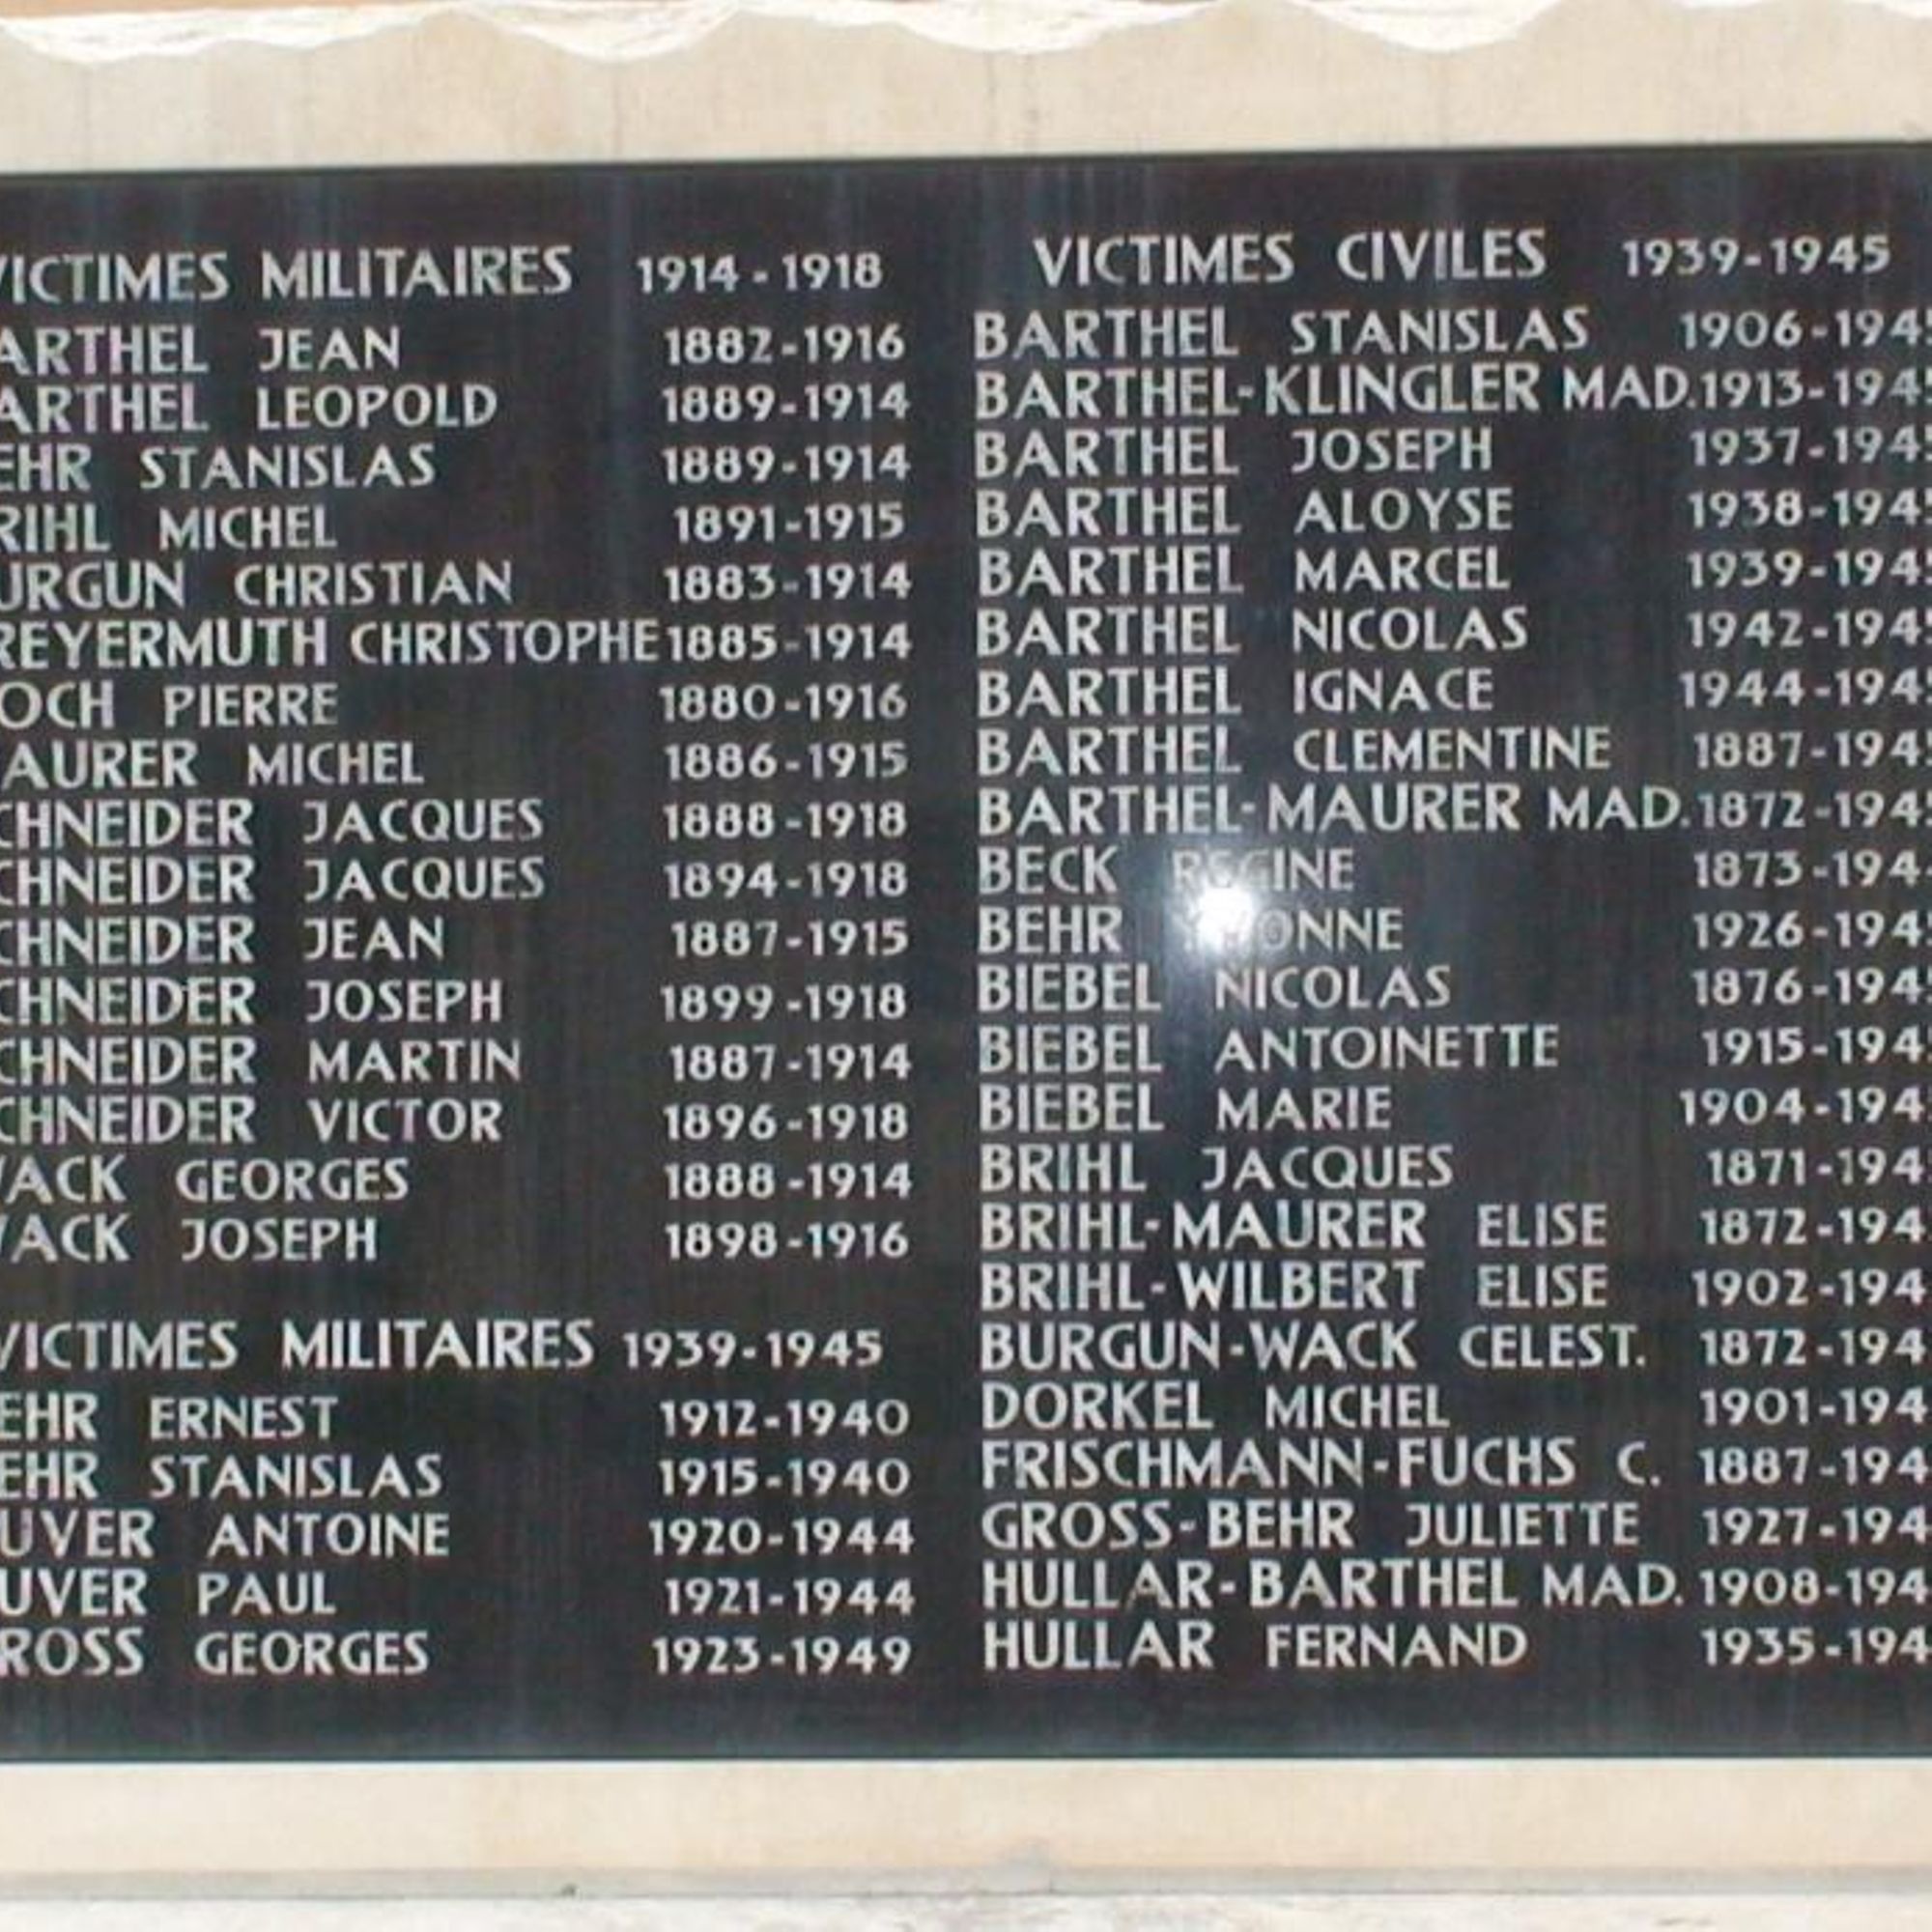 VICTIMES MILITAIRES 1914-1918
ARTHEL JEAN 1882-1916
ARTHEL LEOPOLD 1889-1914
EHR STANISLAS 1889-1914
RIHL MICHEL 1891-1915
URGUN CHRISTIAN 1883-1914
REYERMUTH CHRISTOPHE 1885-1914
OCH PIERRE 1880-1916
AURER MICHEL 1886-1915
CHNEIDER JACQUES 1888-1918
CHNEIDER JACQUES 1894-1918
CHNEIDER JEAN 1887-1915
CHNEIDER JOSEPH 1899-1918
CHNEIDER MARTIN 1887-1914
CHNEIDER VICTOR 1896-1918
ACK GEORGES 1888-1914
ACK JOSEPH 1898-1916
VICTIMES MILITAIRES 1939-1945
EHR ERNEST 1912-1940
EHR STANISLAS 1915-1940
UVER ANTOINE 1920-1944
UVER PAUL 1921-1944
ROSS GEORGES 1923-1949
VICTIMES CIVILES 1939-1945
BARTHEL STANISLAS 1906-194
BARTHEL-KLINGLER MAD. 1913-194
BARTHEL JOSEPH 1937-194
BARTHEL ALOYSE 1938-194
BARTHEL MARCEL 1939-194
BARTHEL NICOLAS 1942-194
BARTHEL IGNACE 1944-194
BARTHEL CLEMENTINE 1887-194
BARTHEL-MAURER MAD. 1872-194
BECK REGINE 1873-194
BEHR YVONNE 1926-194
BIEBEL NICOLAS 1876-194
BIEBEL ANTOINETTE 1915-194
BIEBEL MARIE 1904-194
BRIHL JACQUES 1871-194
BRIHL-MAURER ELISE 1872-194
BRIHL-WILBERT ELISE 1902-194
BURGUN-WACK CELEST. 1872-194
DORKEL MICHEL 1901-194
FRISCHMANN-FUCHS C. 1887-194
GROSS-BEHR JULIETTE 1927-194
HULLAR-BARTHEL MAD. 1908-194
HULLAR FERNAND 1935-194